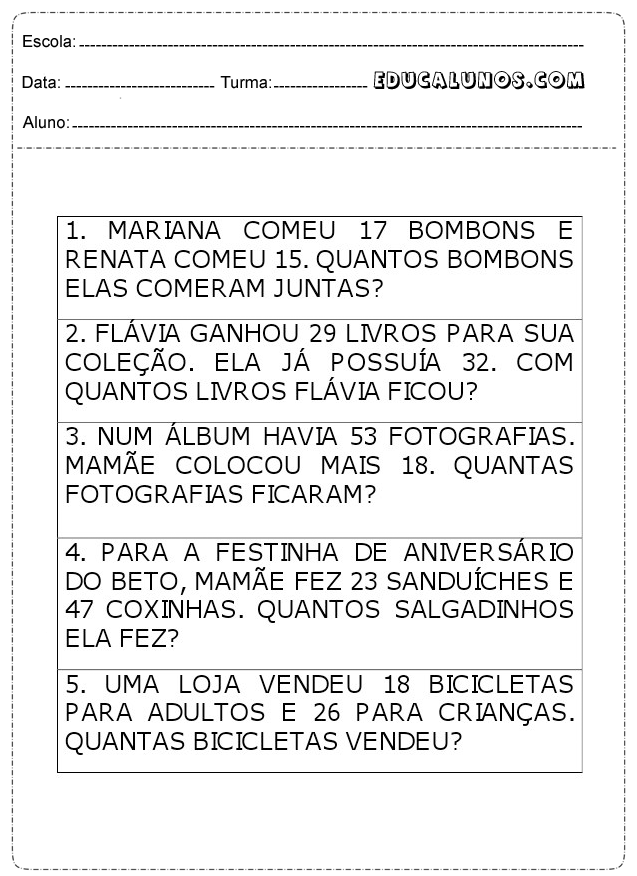 Escola:
Data: Turma: EDUCALUNOS.COM
Aluno:
1. MARIANA COMEU 17 BOMBONS E
RENATA COMEU 15. QUANTOS BOMBONS
ELAS COMERAM JUNTAS?
2. FLÁVIA GANHOU 29 LIVROS PARA SUA
COLEÇÃO. ELA JÁ POSSUÍA 32. COM
QUANTOS LIVROS FLÁVIA FICOU?
3. NUM ÁLBUM HAVIA 53 FOTOGRAFIAS.
MAMÃE COLOCOU MAIS 18. QUANTAS
FOTOGRAFIAS FICARAM?
4. PARA A FESTINHA DE ANIVERSÁRIO
DO BETO, MAMÃE FEZ 23 SANDUÍCHES E
47 COXINHAS. QUANTOS SALGADINHOS
ELA FEZ?
5. UMA LOJA VENDEU 18 BICICLETAS
PARA ADULTOS E 26 PARA CRIANÇAS.
QUANTAS BICICLETAS VENDEU?